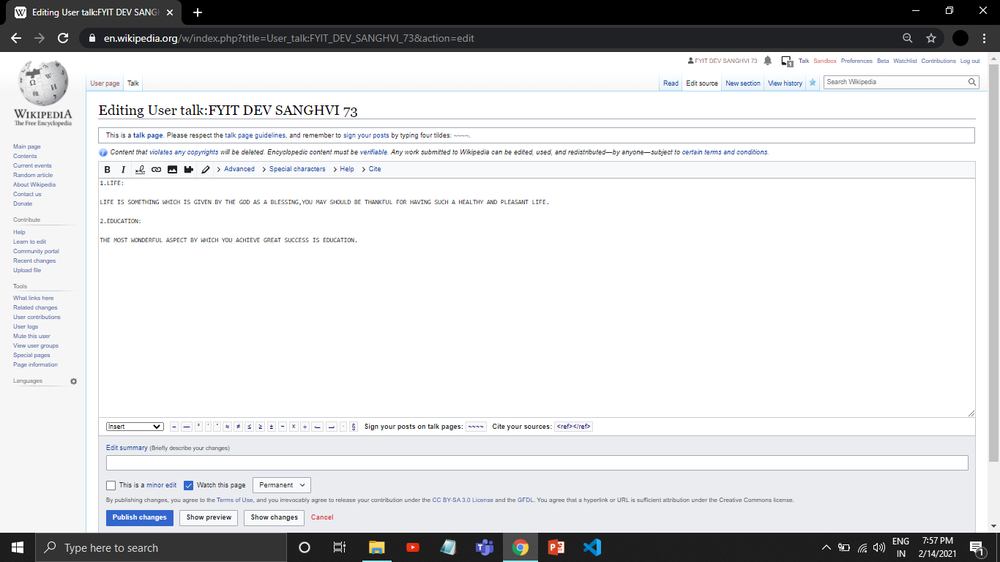 Editing User talk:FYIT DEV SANGH
en.wikipedia.org/w/index.php?title=User_talk:FYIT_DEV_SANGHVI_73&action=edit
FYIT DEV SANGHVI 73 1 Talk Sandbox Preferences Beta Watchlist Contributions Log out
User page Talk Read Edit source New section View history Search Wikipedia
WIKIPEDIA
The Free Encyclopedia
Main page
Contents
Current events
Random article
About Wikipedia
Contact us
Donate
Contribute
Help
Learn to edit
Community portal
Recent changes
Upload file
Tools
What links here
Related changes
User contributions
User logs
Mute this user
View user groups
Special pages
Page information
Languages
Editing User talk:FYIT DEV SANGHVI 73
This is a talk page. Please respect the talk page guidelines, and remember to sign your posts by typing four tildes: ~~~~.
Content that violates any copyrights will be deleted. Encyclopedic content must be verifiable. Any work submitted to Wikipedia can be edited, used, and redistributed—by anyone—subject to certain terms and conditions.
B I Advanced Special characters Help Cite
1.LIFE:
LIFE IS SOMETHING WHICH IS GIVEN BY THE GOD AS A BLESSING,YOU MAY SHOULD BE THANKFUL FOR HAVING SUCH A HEALTHY AND PLEASANT LIFE.
2.EDUCATION:
THE MOST WONDERFUL ASPECT BY WHICH YOU ACHIEVE GREAT SUCCESS IS EDUCATION.
Insert – — ° ′ ″ ≈ ≠ ≤ ≥ ± − × ÷ ← → · § Sign your posts on talk pages: ~~~~ Cite your sources: <ref></ref>
Edit summary (Briefly describe your changes)
This is a minor edit Watch this page Permanent
By publishing changes, you agree to the Terms of Use, and you irrevocably agree to release your contribution under the CC BY-SA 3.0 License and the GFDL. You agree that a hyperlink or URL is sufficient attribution under the Creative Commons license.
Publish changes Show preview Show changes Cancel
Type here to search
ENG
IN
7:57 PM
2/14/2021
1